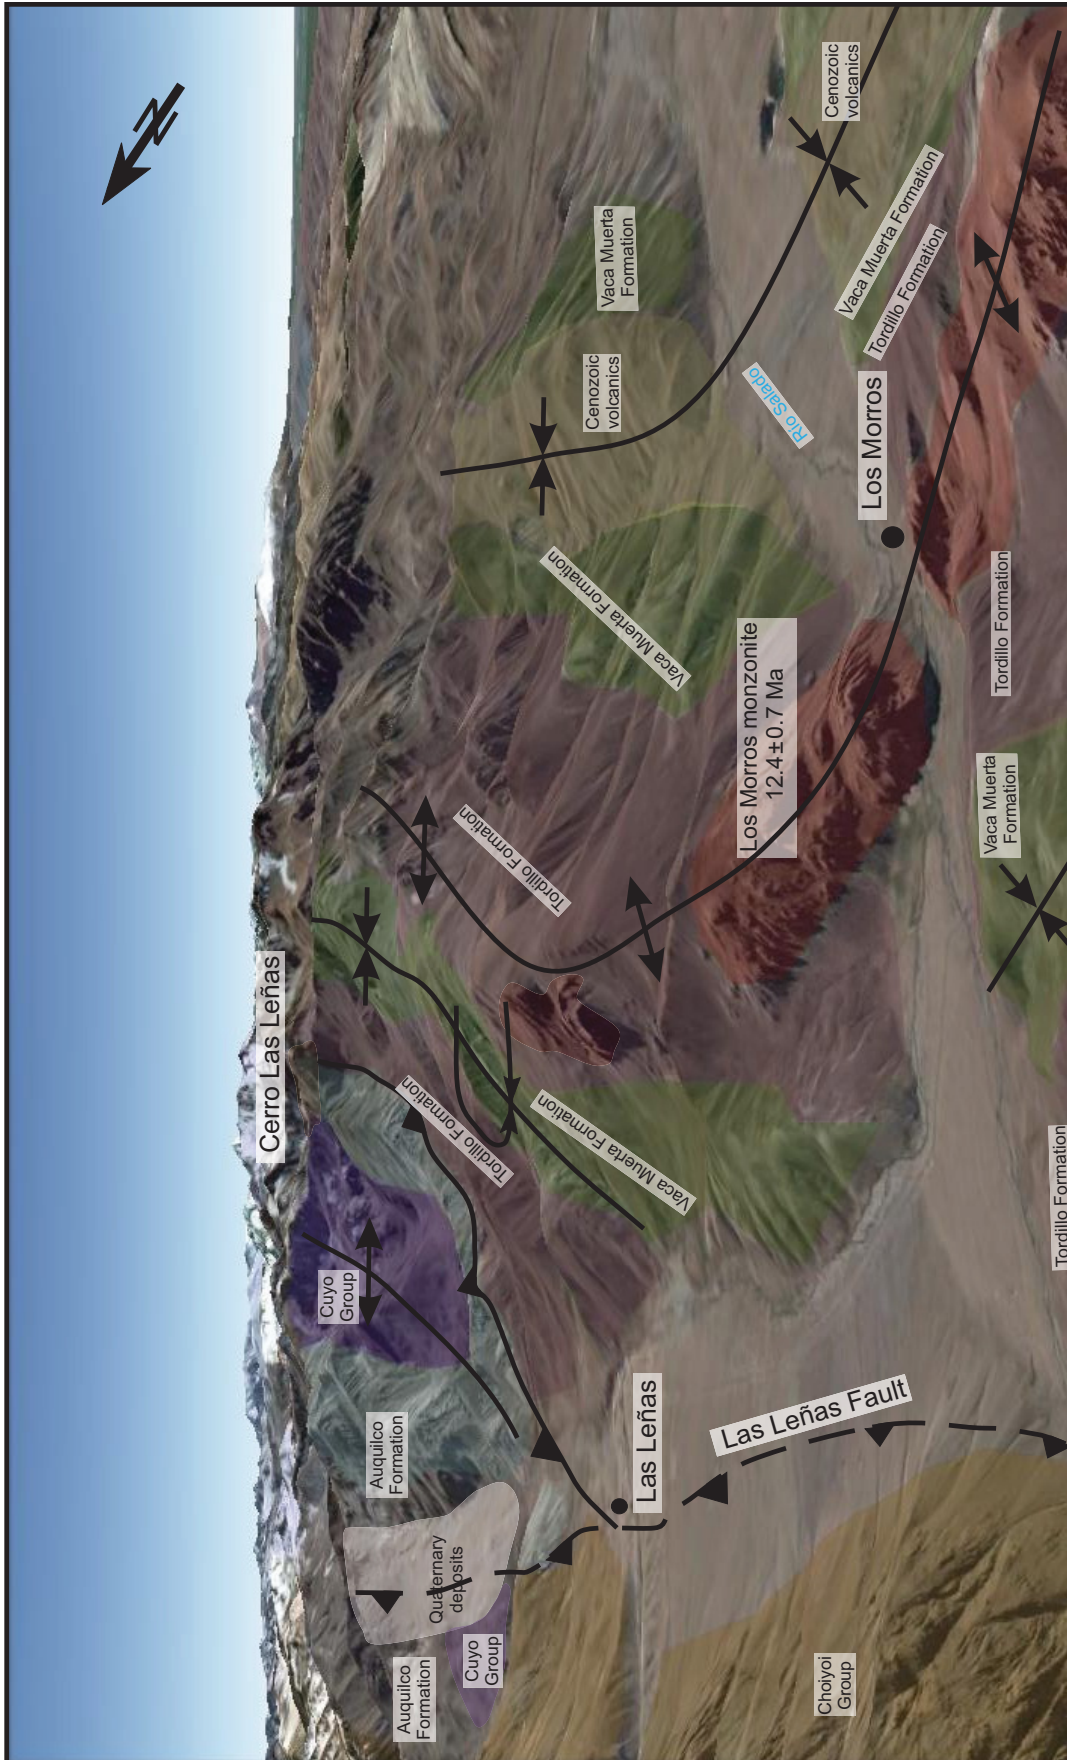 Cerro Las Leñas
Auquilco
Formation
Cuyo
Group
Quaternary
deposits
Auquilco
Formation
Cuyo
Group
Choiyoi
Group
Las Leñas
Las Leñas Fault
Tordillo Formation
Vaca Muerta Formation
Tordillo Formation
Los Morros monzonite
12.4±0.7 Ma
Vaca Muerta Formation
Cenozoic
volcanics
Vaca Muerta
Formation
Río Salado
Los Morros
Cenozoic
volcanics
Vaca Muerta Formation
Tordillo Formation
Tordillo Formation
Vaca Muerta
Formation
Tordillo Formation
N